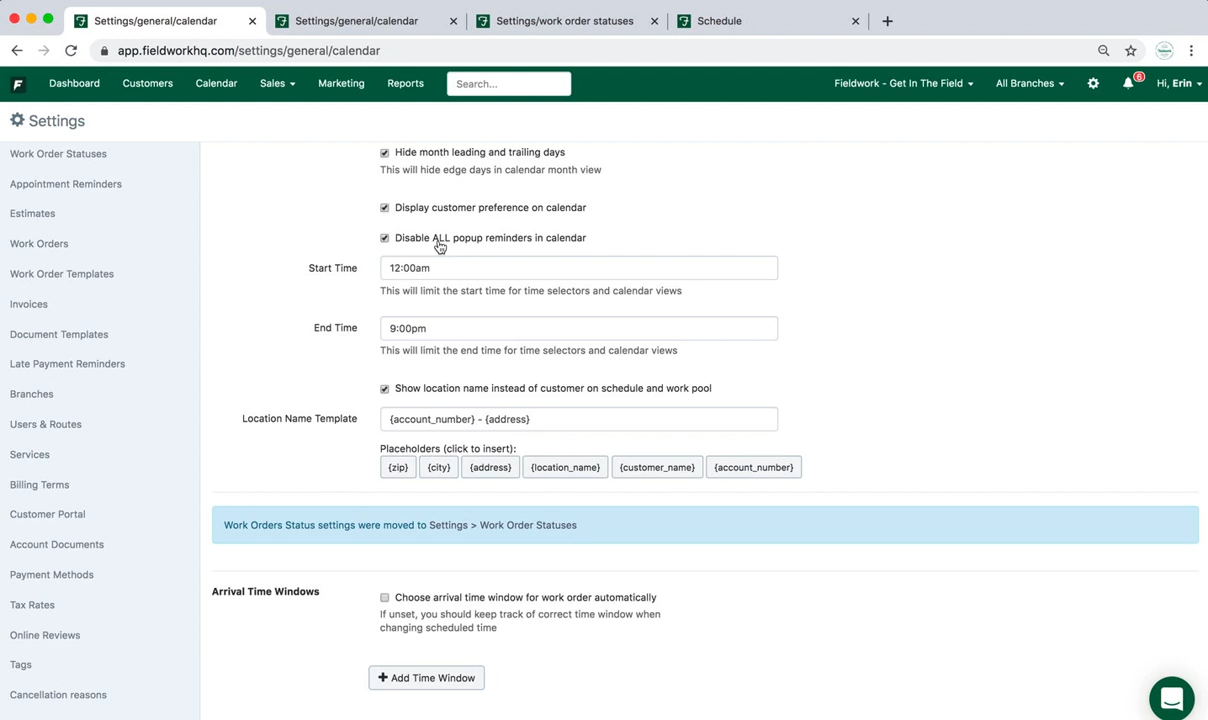 Settings/general/calendar
Settings/general/calendar
Settings/work order statuses
Schedule
app.fieldworkhq.com/settings/general/calendar
F
Dashboard
Customers
Calendar
Sales
Marketing
Reports
Search...
Fieldwork - Get In The Field
All Branches
6
Hi, Erin
Settings
Work Order Statuses
Appointment Reminders
Estimates
Work Orders
Work Order Templates
Invoices
Document Templates
Late Payment Reminders
Branches
Users & Routes
Services
Billing Terms
Customer Portal
Account Documents
Payment Methods
Tax Rates
Online Reviews
Tags
Cancellation reasons
Hide month leading and trailing days
This will hide edge days in calendar month view
Display customer preference on calendar
Disable ALL popup reminders in calendar
Start Time
12:00am
This will limit the start time for time selectors and calendar views
End Time
9:00pm
This will limit the end time for time selectors and calendar views
Show location name instead of customer on schedule and work pool
Location Name Template
{account_number} - {address}
Placeholders (click to insert):
{zip} {city} {address} {location_name} {customer_name} {account_number}
Work Orders Status settings were moved to Settings > Work Order Statuses
Arrival Time Windows
Choose arrival time window for work order automatically
If unset, you should keep track of correct time window when
changing scheduled time
+ Add Time Window